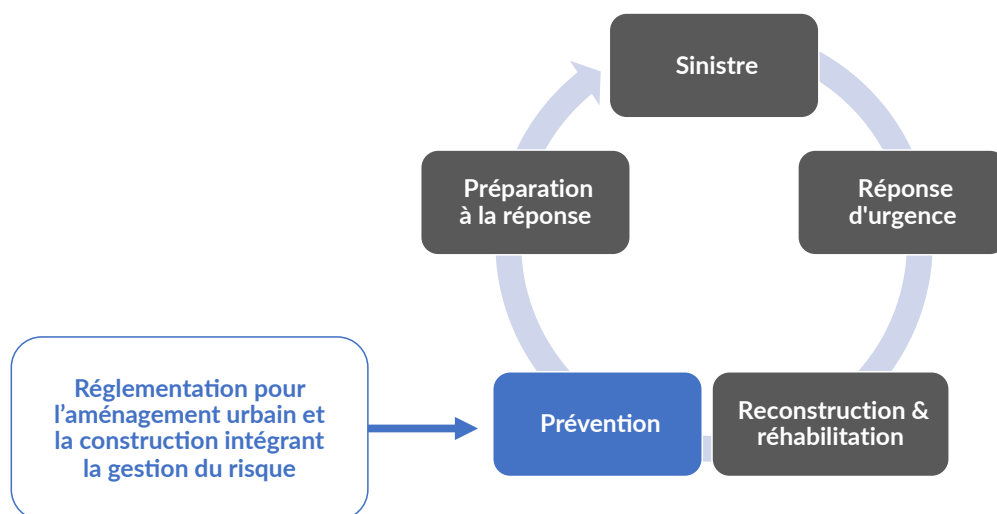 Sinistre
Préparation
à la réponse
Réponse
d'urgence
Réglementation pour
l’aménagement urbain et
la construction intégrant
la gestion du risque
Prévention
Reconstruction &
réhabilitation